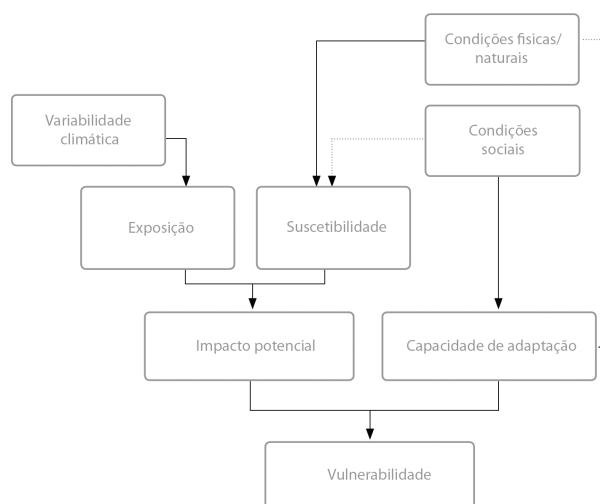 Condições fisicas/
naturais
Variabilidade
climática
Condições
sociais
Exposição
Suscetibilidade
Impacto potencial
Capacidade de adaptação
Vulnerabilidade